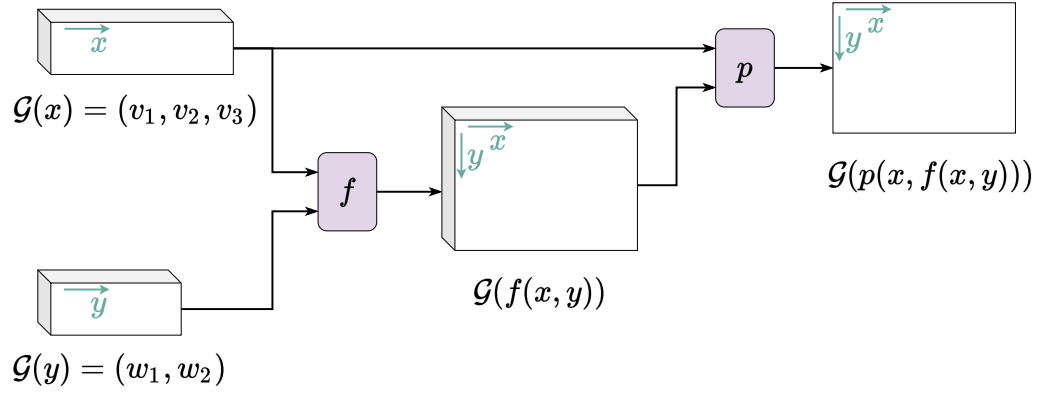 x
𝒢(x) = (v₁, v₂, v₃)
y
𝒢(y) = (w₁, w₂)
f
x
y
𝒢(f(x, y))
p
x
y
𝒢(p(x, f(x, y)))